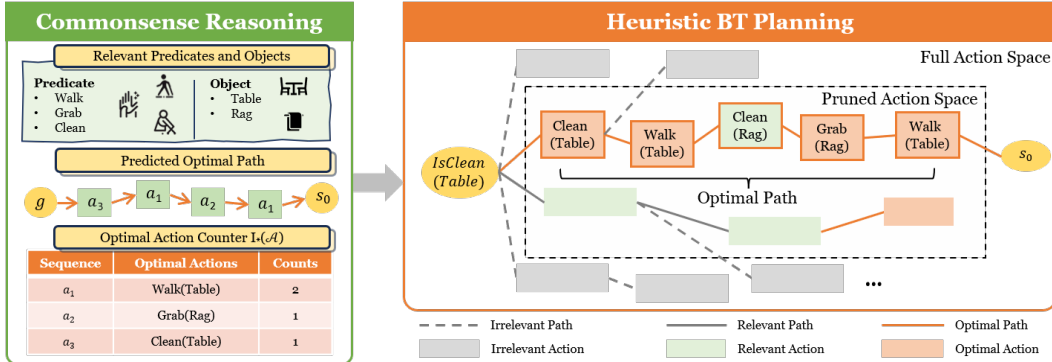 Commonsense Reasoning
Relevant Predicates and Objects
Predicate
• Walk
• Grab
• Clean
Object
• Table
• Rag
Predicted Optimal Path
g a₃ a₁ a₂ a₁ s₀
Optimal Action Counter I*(𝒜)
Sequence Optimal Actions Counts
a₁ Walk(Table) 2
a₂ Grab(Rag) 1
a₃ Clean(Table) 1
Heuristic BT Planning
Full Action Space
Pruned Action Space
IsClean
(Table)
Clean
(Table)
Walk
(Table)
Clean
(Rag)
Grab
(Rag)
Walk
(Table)
s₀
Optimal Path
...
Irrelevant Path Relevant Path Optimal Path
Irrelevant Action Relevant Action Optimal Action